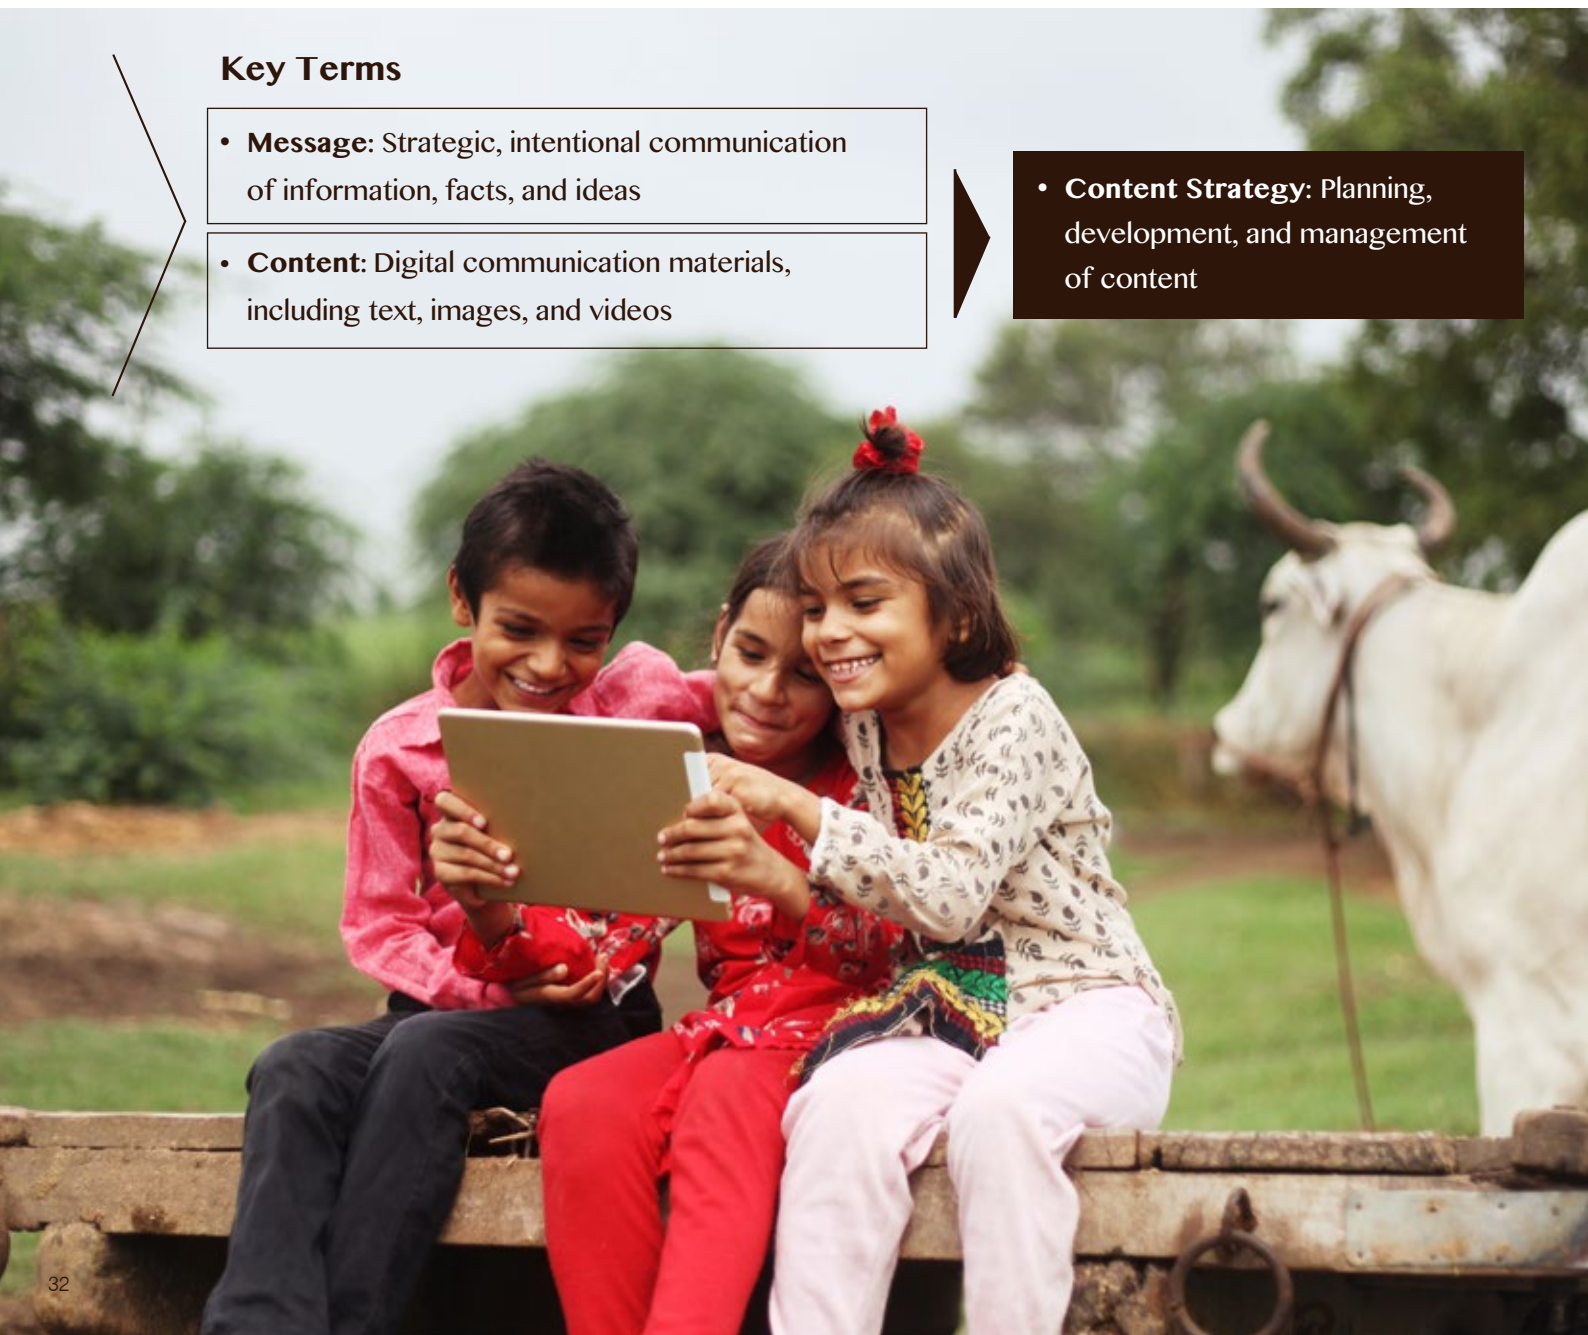 Key Terms
• Message: Strategic, intentional communication
of information, facts, and ideas
• Content: Digital communication materials,
including text, images, and videos
• Content Strategy: Planning,
development, and management
of content
32